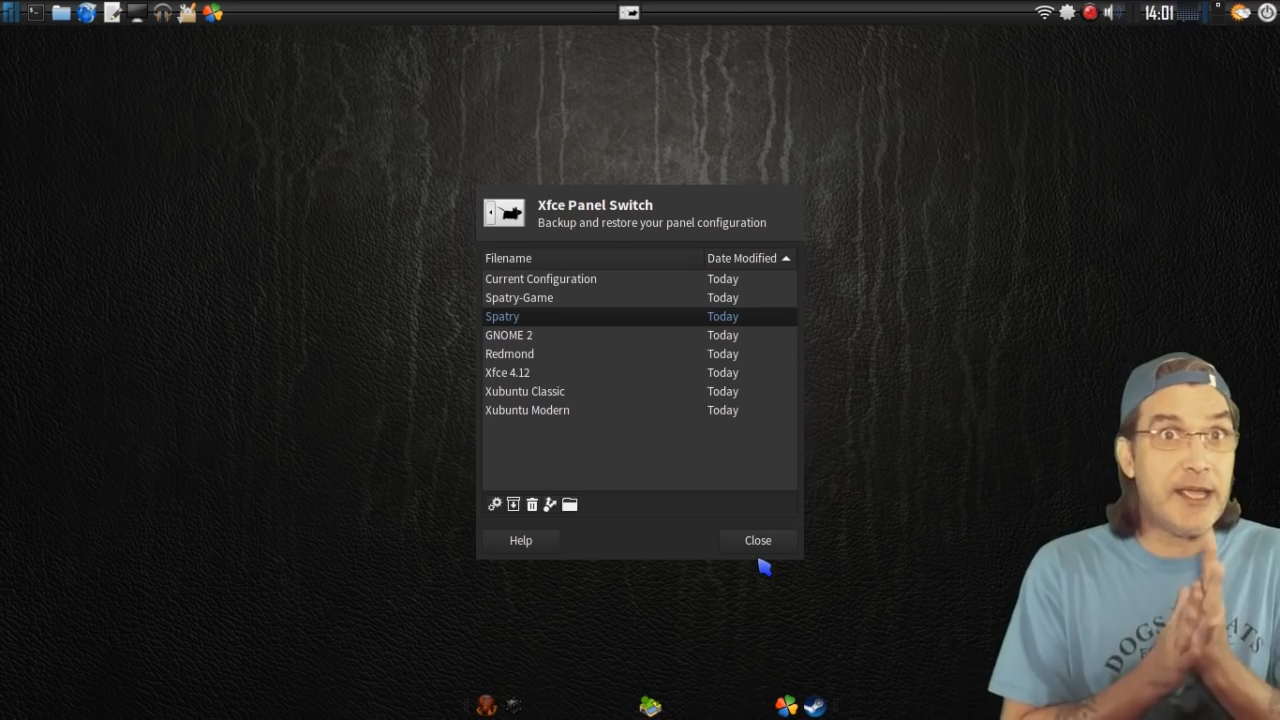 14:01
Xfce Panel Switch
Backup and restore your panel configuration
Filename Date Modified
Current Configuration Today
Spatry-Game Today
Spatry Today
GNOME 2 Today
Redmond Today
Xfce 4.12 Today
Xubuntu Classic Today
Xubuntu Modern Today
Help Close
DOGS